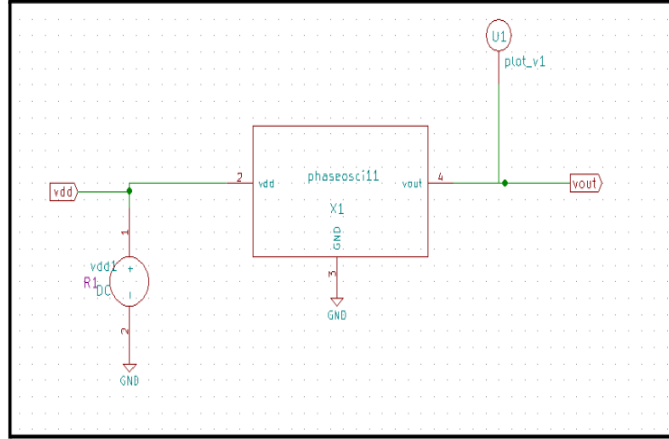 U1
plot_v1
phaseosci11
vdd
2
vdd
vout
4
vout
X1
GND
1
3
vdd1
R1
DC
+
GND
2
GND